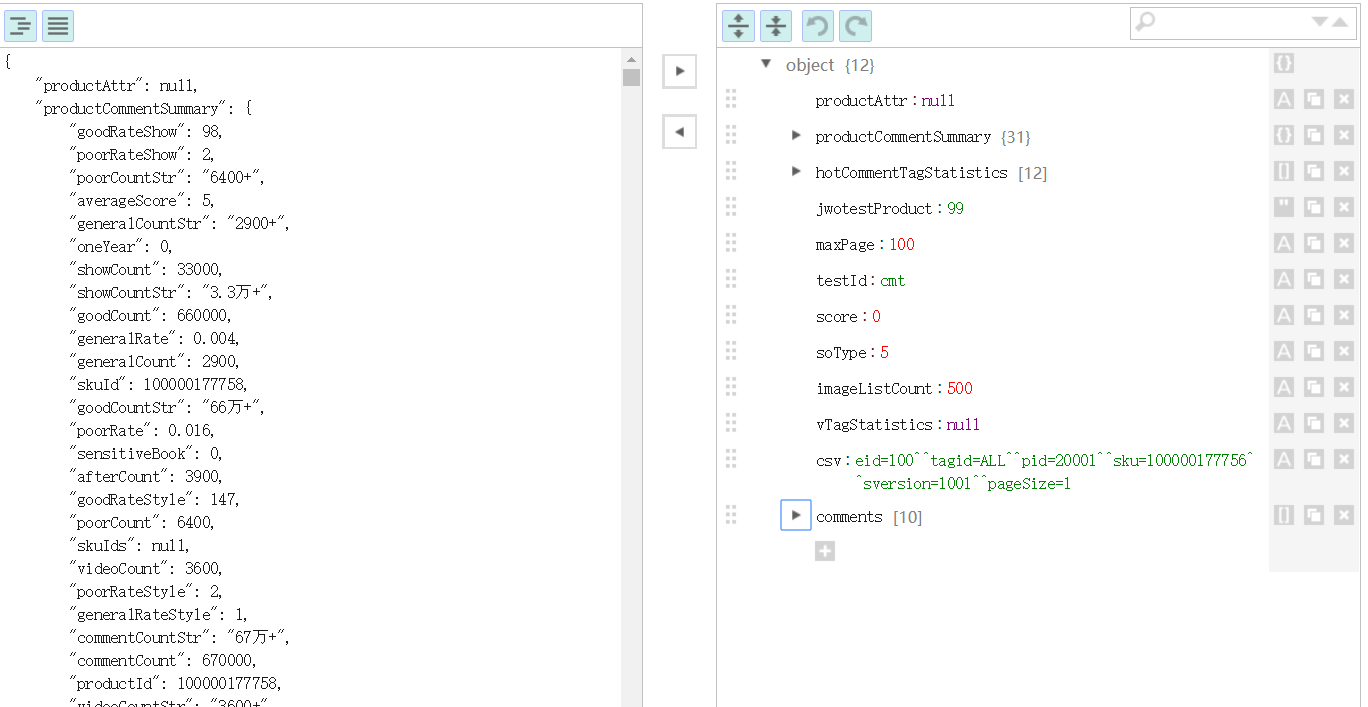 {
"productAttr": null,
"productCommentSummary": {
"goodRateShow": 98,
"poorRateShow": 2,
"poorCountStr": "6400+",
"averageScore": 5,
"generalCountStr": "2900+",
"oneYear": 0,
"showCount": 33000,
"showCountStr": "3.3万+",
"goodCount": 660000,
"generalRate": 0.004,
"generalCount": 2900,
"skuId": 100000177758,
"goodCountStr": "66万+",
"poorRate": 0.016,
"sensitiveBook": 0,
"afterCount": 3900,
"goodRateStyle": 147,
"poorCount": 6400,
"skuIds": null,
"videoCount": 3600,
"poorRateStyle": 2,
"generalRateStyle": 1,
"commentCountStr": "67万+",
"commentCount": 670000,
"productId": 100000177758,
"videoCountStr": "3600+"
object {12}
productAttr : null
productCommentSummary {31}
hotCommentTagStatistics [12]
jwotestProduct : 99
maxPage : 100
testId : cmt
score : 0
soType : 5
imageListCount : 500
vTagStatistics : null
csv : eid=100^^tagid=ALL^^pid=20001^^sku=100000177756^
^sversion=1001^^pageSize=1
comments [10]